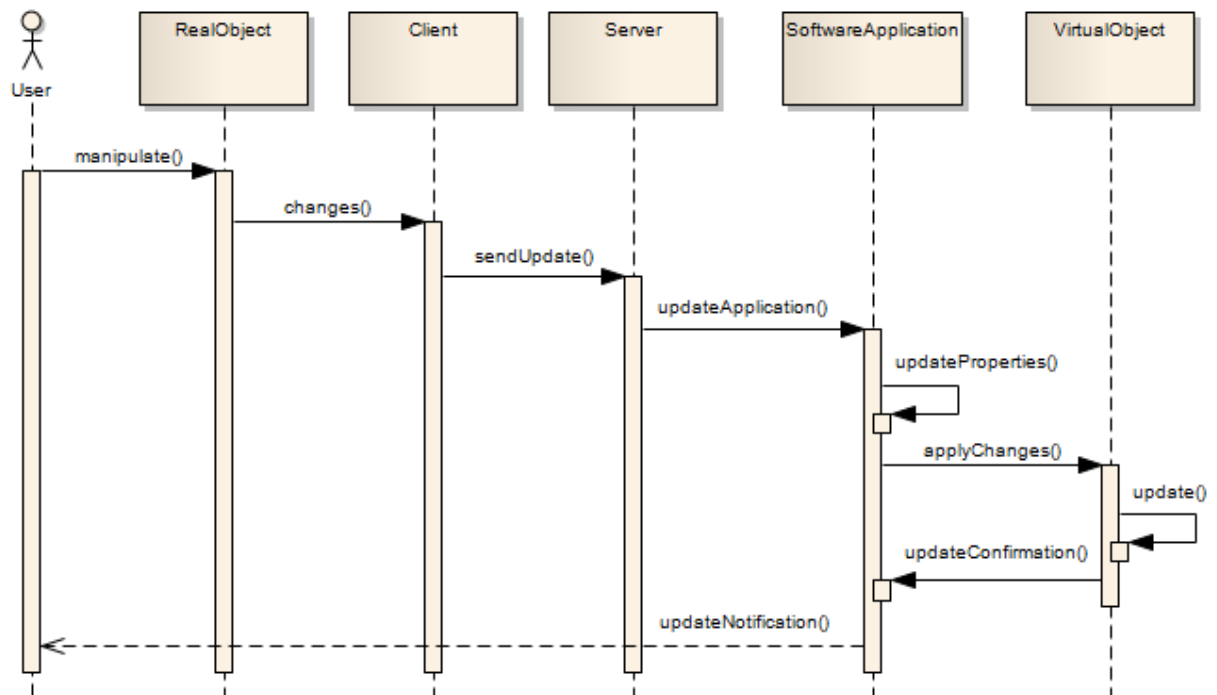 User
RealObject
Client
Server
SoftwareApplication
VirtualObject
manipulate()
changes()
sendUpdate()
updateApplication()
updateProperties()
applyChanges()
update()
updateConfirmation()
updateNotification()